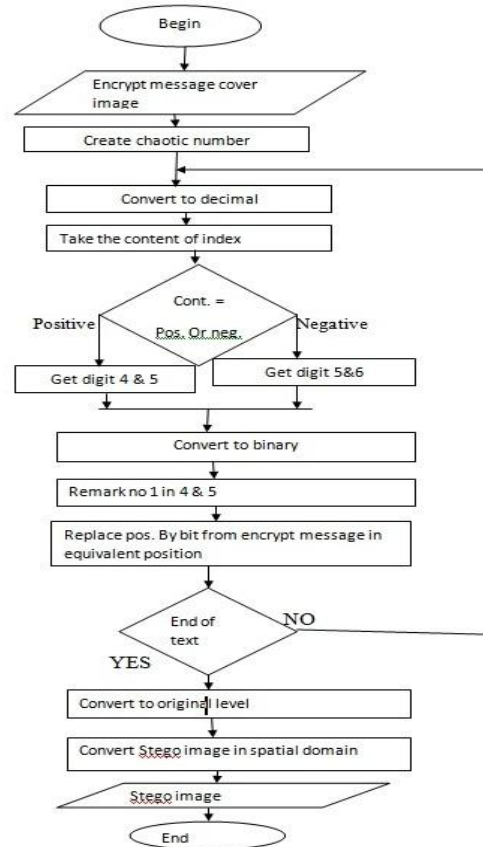 Begin
Encrypt message cover
image
Create chaotic number
Convert to decimal
Take the content of index
Cont. =
Pos. Or neg.
Positive
Negative
Get digit 4 & 5
Get digit 5&6
Convert to binary
Remark no 1 in 4 & 5
Replace pos. By bit from encrypt message in
equivalent position
End of
text
NO
YES
Convert to original level
Convert Stego image in spatial domain
Stego image
End